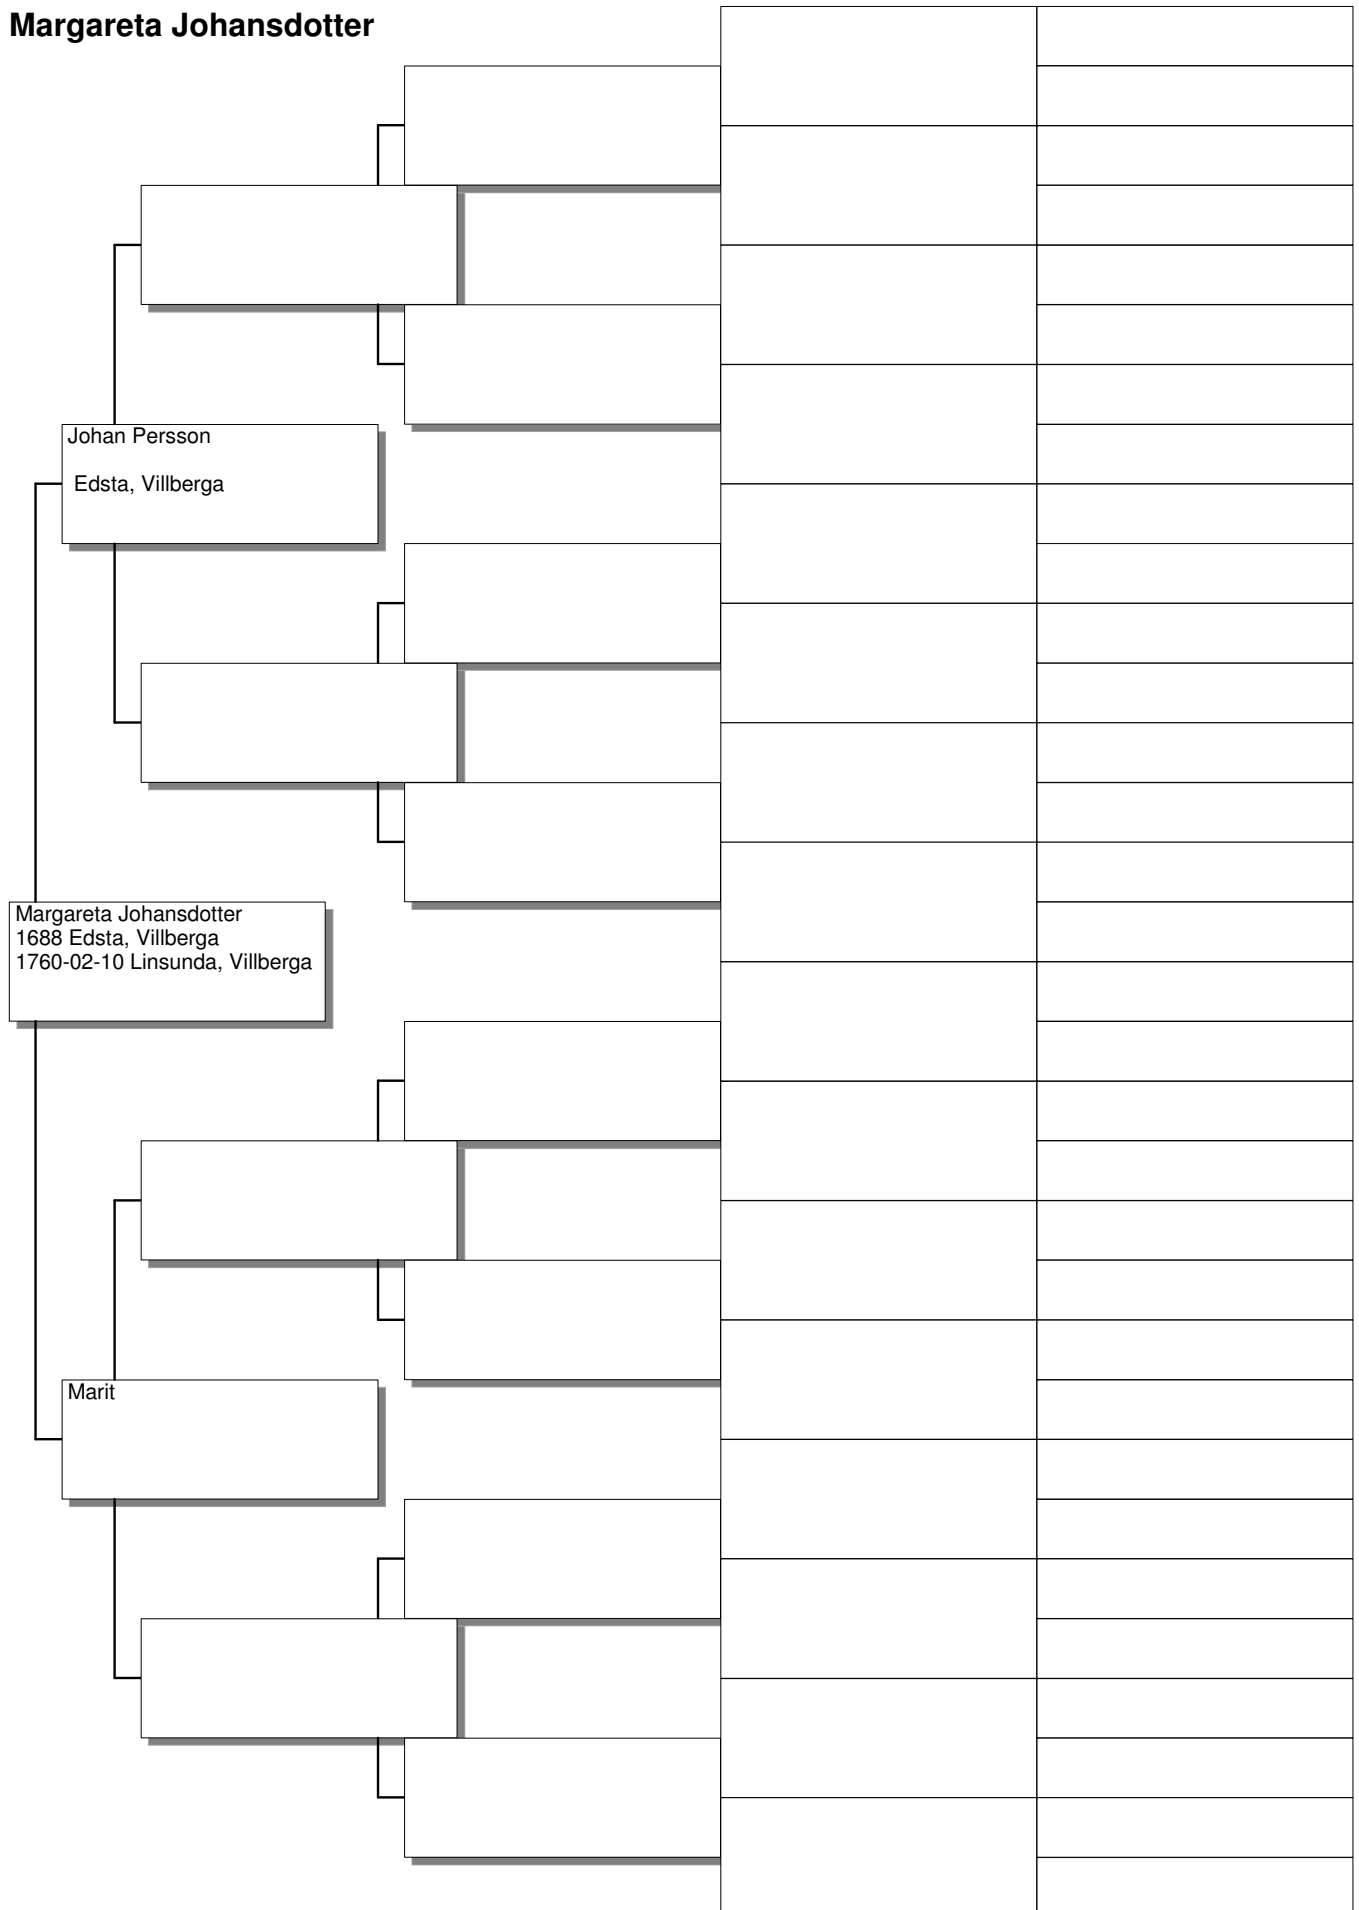 Margareta Johansdotter
Johan Persson
Edsta, Villberga
Margareta Johansdotter
1688 Edsta, Villberga
1760-02-10 Linsunda, Villberga
Marit